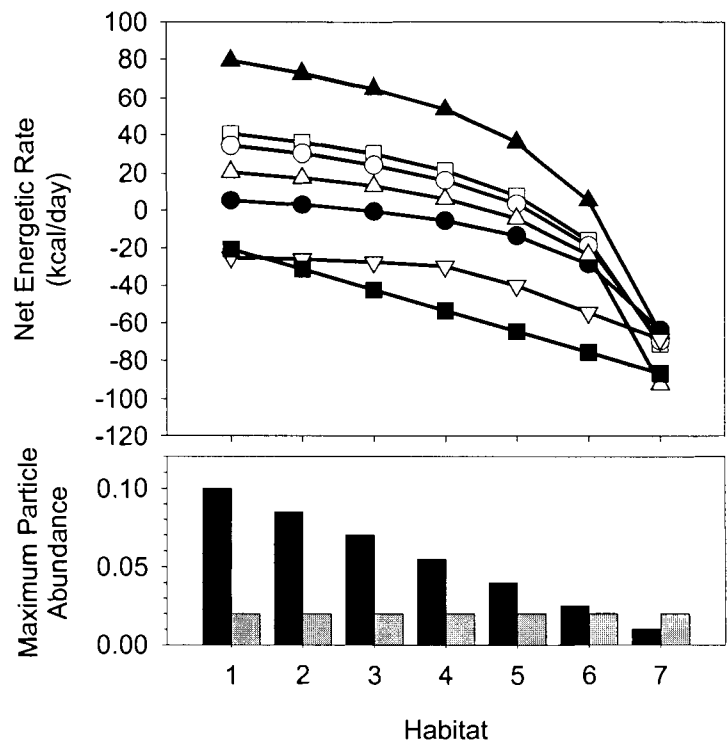 100
80
60
40
20
0
-20
-40
-60
-80
-100
-120
Net Energetic Rate
(kcal/day)
0.10
0.05
0.00
Maximum Particle
Abundance
1 2 3 4 5 6 7
Habitat